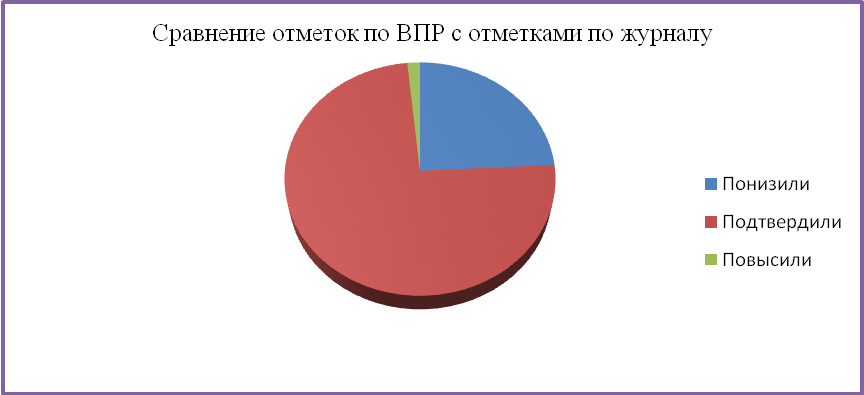 Сравнение отметок по ВПР с отметками по журналу
Понизили
Подтвердили
Повысили